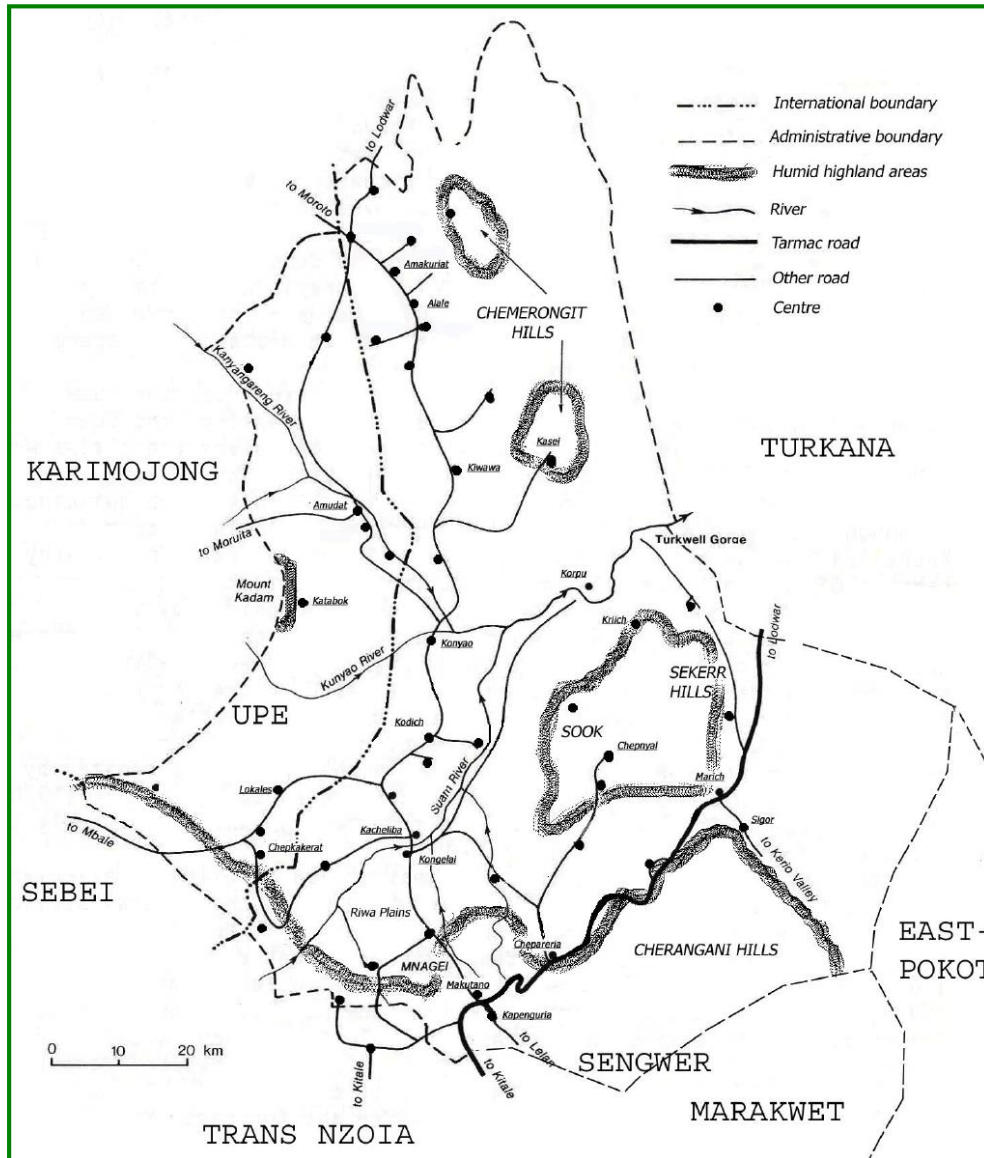 International boundary
Administrative boundary
Humid highland areas
River
Tarmac road
Other road
Centre
to Lodwar
to Moroto
Amakuriat
Alale
CHEMERONGIT
HILLS
Kanyangareng River
Kasei
KARIMOJONG
TURKANA
Kiwawa
Amudat
to Moruita
Turkwell Gorge
Mount
Kadam
Katabok
Korpu
Kriich
to Lodwar
Konyao
Kunyao River
SEKERR
HILLS
UPE
SOOK
Kodich
Chepnyal
Suam River
Lokales
Marich
Sigor
to Mbale
Kacheliba
Chepkakerat
Kongelai
to Kerio Valley
SEBEI
Riwa Plains
EAST-
POKOT
Chepareria
CHERANGANI HILLS
MNAGEI
Makutano
Kapenguria
0 10 20 km
to Lelan
SENGWER
to Kitale
to Kitale
MARAKWET
TRANS NZOIA